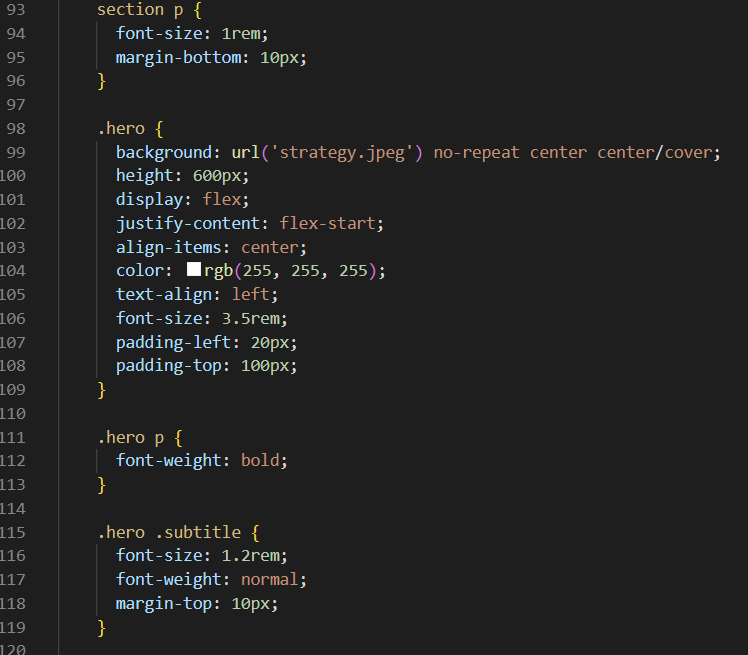 93 section p {
94 font-size: 1rem;
95 margin-bottom: 10px;
96 }
97
98 .hero {
99 background: url('strategy.jpeg') no-repeat center center/cover;
100 height: 600px;
101 display: flex;
102 justify-content: flex-start;
103 align-items: center;
104 color: rgb(255, 255, 255);
105 text-align: left;
106 font-size: 3.5rem;
107 padding-left: 20px;
108 padding-top: 100px;
109 }
110
111 .hero p {
112 font-weight: bold;
113 }
114
115 .hero .subtitle {
116 font-size: 1.2rem;
117 font-weight: normal;
118 margin-top: 10px;
119 }
120